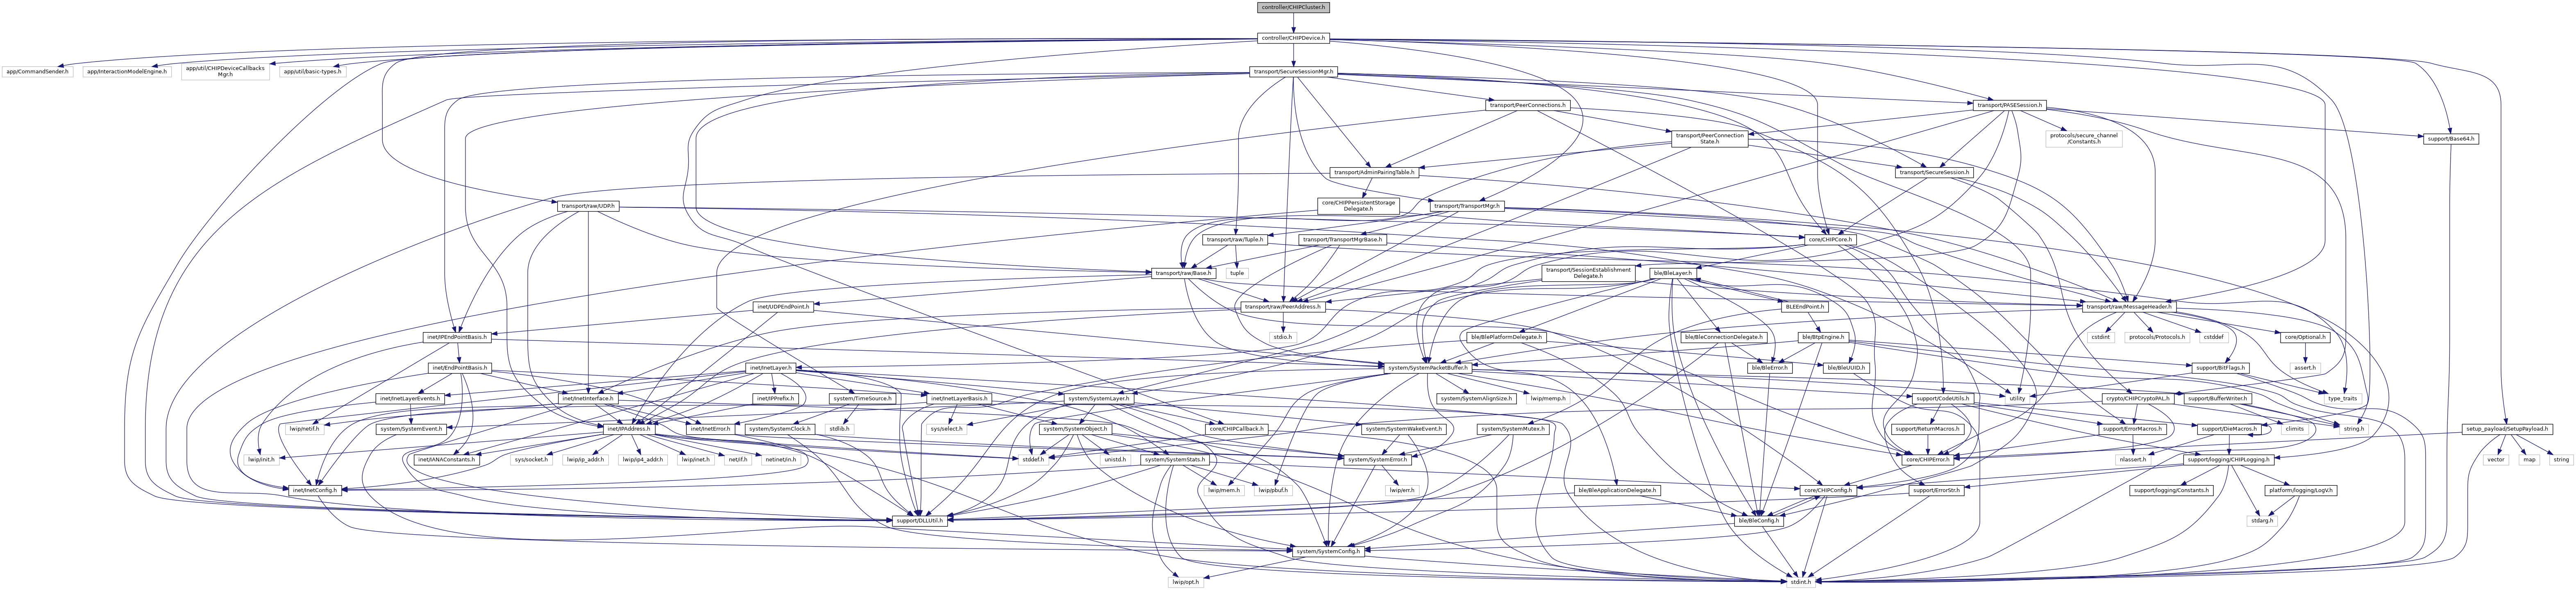 controller/CHIPCluster.h
controller/CHIPDevice.h
app/CommandSender.h
app/InteractionModelEngine.h
app/util/CHIPDeviceCallbacks
Mgr.h
app/util/basic-types.h
transport/SecureSessionMgr.h
transport/PeerConnections.h
transport/PASESession.h
transport/PeerConnection
State.h
protocols/secure_channel
/Constants.h
support/Base64.h
transport/AdminPairingTable.h
transport/SecureSession.h
transport/raw/UDP.h
core/CHIPPersistentStorage
Delegate.h
transport/TransportMgr.h
transport/raw/Tuple.h
transport/TransportMgrBase.h
core/CHIPCore.h
transport/raw/Base.h
tuple
transport/SessionEstablishment
Delegate.h
ble/BleLayer.h
inet/UDPEndPoint.h
transport/raw/PeerAddress.h
BLEEndPoint.h
transport/raw/MessageHeader.h
inet/IPEndPointBasis.h
stdio.h
ble/BlePlatformDelegate.h
ble/BleConnectionDelegate.h
ble/BtpEngine.h
cstdint
protocols/Protocols.h
cstddef
core/Optional.h
inet/EndPointBasis.h
inet/InetLayer.h
system/SystemPacketBuffer.h
ble/BleError.h
ble/BleUUID.h
support/BitFlags.h
assert.h
inet/InetLayerEvents.h
inet/InetInterface.h
inet/IPPrefix.h
system/TimeSource.h
inet/InetLayerBasis.h
system/SystemLayer.h
system/SystemAlignSize.h
lwip/memp.h
support/CodeUtils.h
utility
crypto/CHIPCryptoPAL.h
support/BufferWriter.h
type_traits
lwip/netif.h
system/SystemEvent.h
inet/IPAddress.h
inet/InetError.h
system/SystemClock.h
stdlib.h
sys/select.h
system/SystemObject.h
core/CHIPCallback.h
system/SystemWakeEvent.h
system/SystemMutex.h
support/ReturnMacros.h
support/ErrorMacros.h
support/DieMacros.h
climits
string.h
setup_payload/SetupPayload.h
lwip/init.h
inet/IANAConstants.h
sys/socket.h
lwip/ip_addr.h
lwip/ip4_addr.h
lwip/inet.h
net/if.h
netinet/in.h
stddef.h
unistd.h
system/SystemStats.h
system/SystemError.h
core/CHIPError.h
nlassert.h
support/logging/CHIPLogging.h
vector
map
string
inet/InetConfig.h
lwip/mem.h
lwip/pbuf.h
lwip/err.h
ble/BleApplicationDelegate.h
core/CHIPConfig.h
support/ErrorStr.h
support/logging/Constants.h
platform/logging/LogV.h
support/DLLUtil.h
ble/BleConfig.h
stdarg.h
system/SystemConfig.h
lwip/opt.h
stdint.h